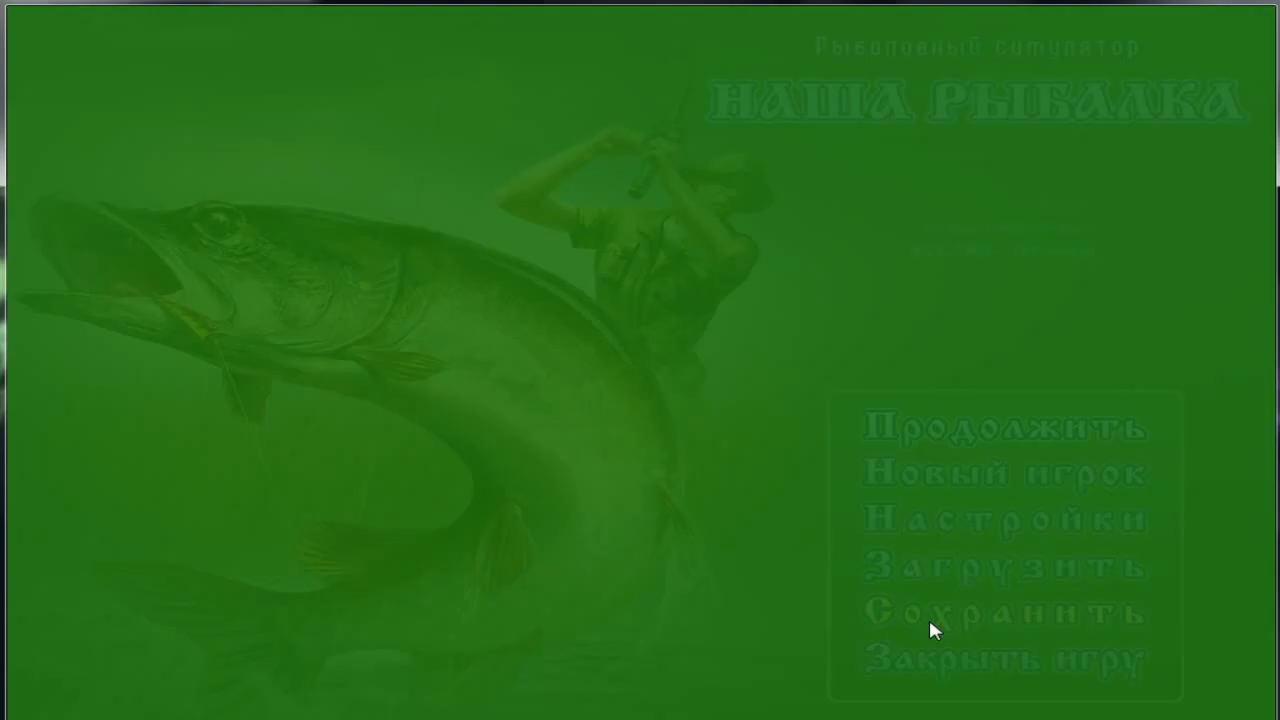 Рыболовный симулятор
НАША РЫБАЛКА
Продолжить
Новый игрок
Настройки
Загрузить
Сохранить
Закрыть игру